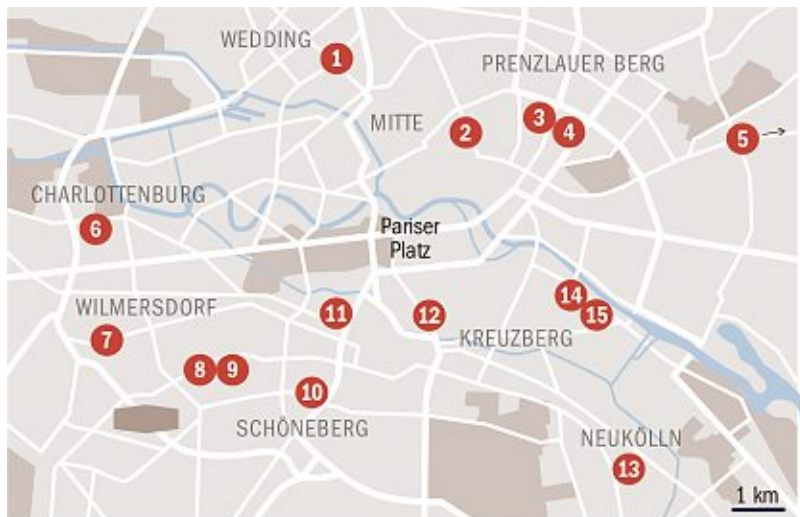 WEDDING
1
PRENZLAUER BERG
MITTE
2
3
4
5
CHARLOTTENBURG
6
Pariser
Platz
WILMERSDORF
7
8
9
10
11
12
14
15
KREUZBERG
SCHÖNEBERG
NEUKÖLLN
13
1 km